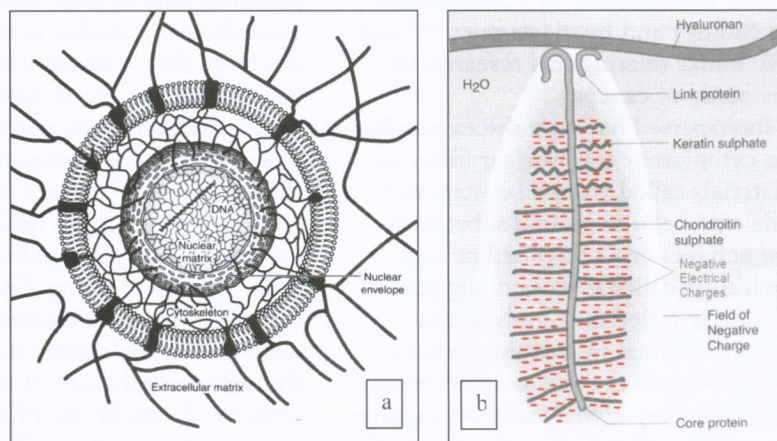 DNA
Nuclear
matrix
Nuclear
envelope
Cytoskeleton
Extracellular matrix
a
Hyaluronan
H2O
Link protein
Keratin sulphate
Chondroitin
sulphate
Negative
Electrical
Charges
Field of
Negative
Charge
Core protein
b